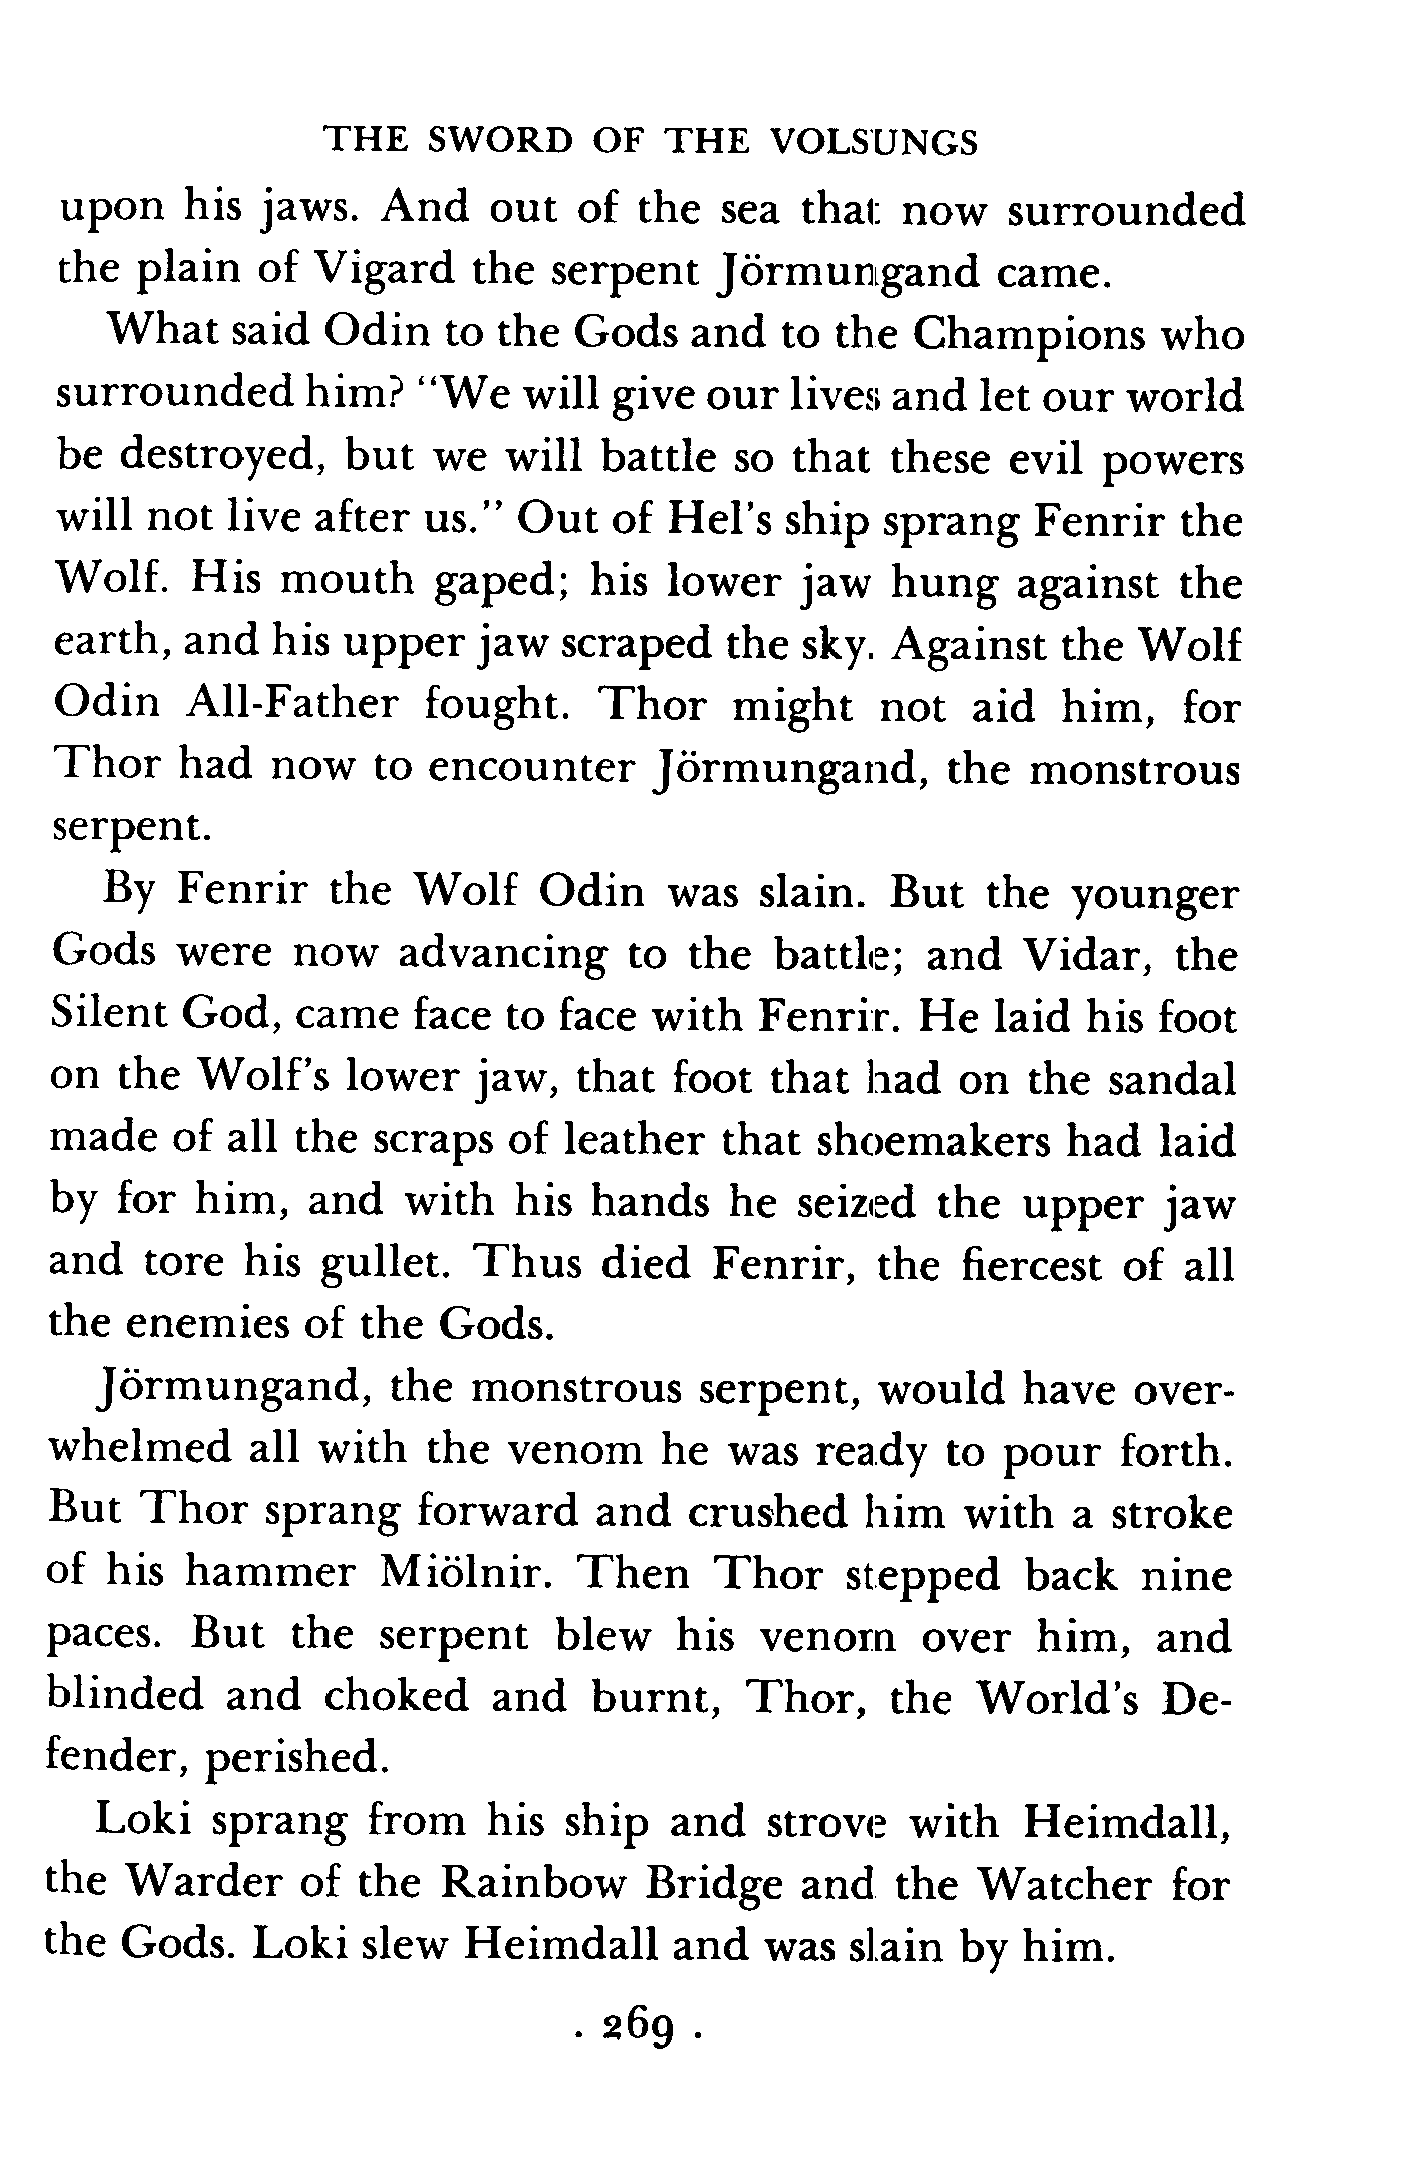 THE SWORD OF THE VOLSUNGS
upon his jaws. And out of the sea that now surrounded
the plain of Vigard the serpent Jörmungand came.
What said Odin to the Gods and to the Champions who
surrounded him? “We will give our lives and let our world
be destroyed, but we will battle so that these evil powers
will not live after us.” Out of Hel's ship sprang Fenrir the
Wolf. His mouth gaped; his lower jaw hung against the
earth, and his upper jaw scraped the sky. Against the Wolf
Odin All-Father fought. Thor might not aid him, for
Thor had now to encounter Jörmungand, the monstrous
serpent.
By Fenrir the Wolf Odin was slain. But the younger
Gods were now advancing to the battle; and Vidar, the
Silent God, came face to face with Fenrir. He laid his foot
on the Wolf's lower jaw, that foot that had on the sandal
made of all the scraps of leather that shoemakers had laid
by for him, and with his hands he seized the upper jaw
and tore his gullet. Thus died Fenrir, the fiercest of all
the enemies of the Gods.
Jörmungand, the monstrous serpent, would have over-
whelmed all with the venom he was ready to pour forth.
But Thor sprang forward and crushed him with a stroke
of his hammer Miölnir. Then Thor stepped back nine
paces. But the serpent blew his venom over him, and
blinded and choked and burnt, Thor, the World's De-
fender, perished.
Loki sprang from his ship and strove with Heimdall,
the Warder of the Rainbow Bridge and the Watcher for
the Gods. Loki slew Heimdall and was slain by him.
. 269 .